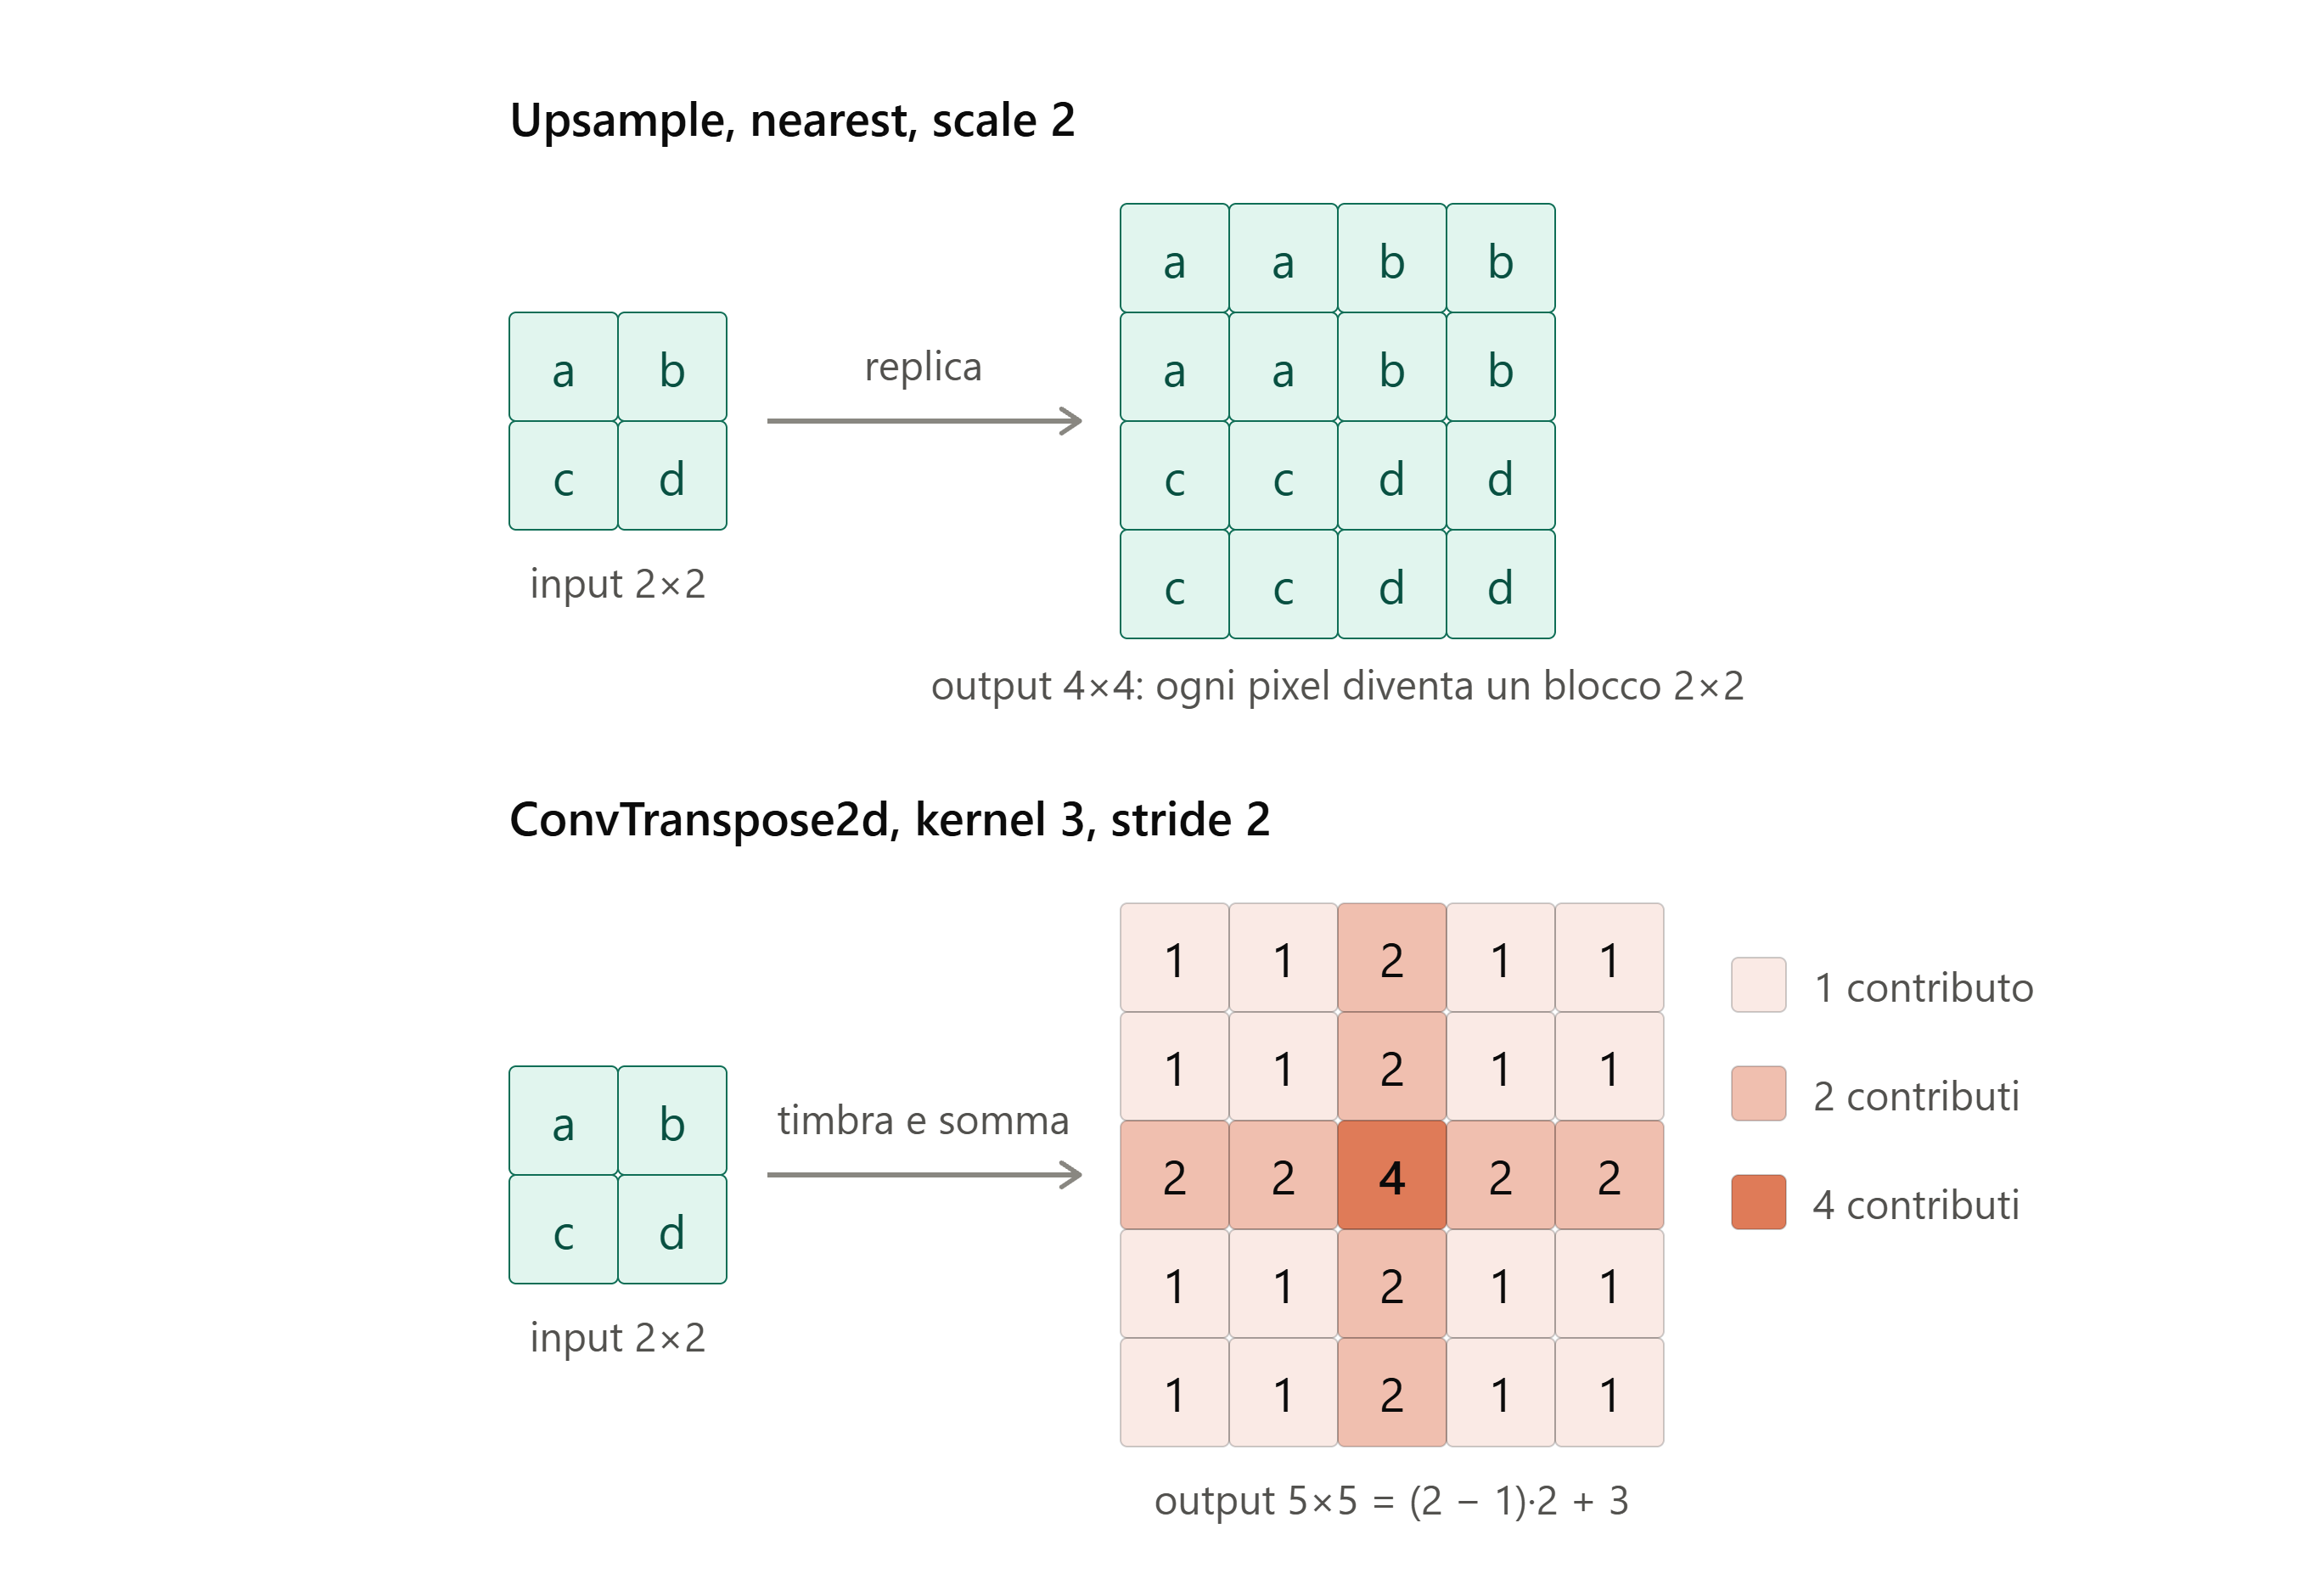 Upsample, nearest, scale 2
a a b b
a b
replica
a a b b
c d
c c d d
c c d d
input 2×2
output 4×4: ogni pixel diventa un blocco 2×2
ConvTranspose2d, kernel 3, stride 2
1 1 2 1 1
1 contributo
1 1 2 1 1
2 contributi
a b
timbra e somma
2 2 4 2 2
4 contributi
c d
1 1 2 1 1
input 2×2
1 1 2 1 1
output 5×5 = (2 − 1)·2 + 3